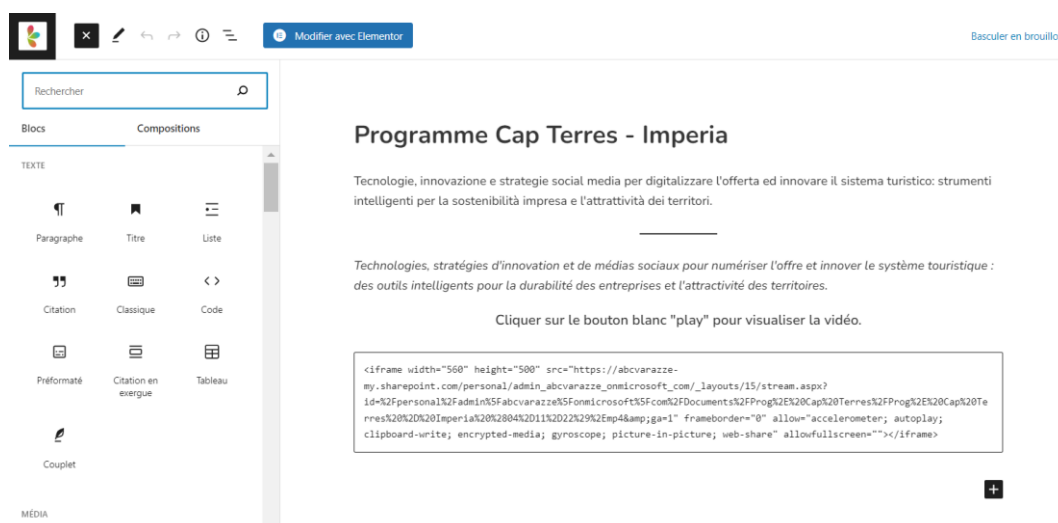 Modifier avec Elementor
Basculer en brouillo
Rechercher
Blocs Compositions
TEXTE
Paragraphe Titre Liste
Citation Classique Code
Préformaté Citation en exergue Tableau
Couplet
MÉDIA
Programme Cap Terres - Imperia
Tecnologie, innovazione e strategie social media per digitalizzare l'offerta ed innovare il sistema turistico: strumenti
intelligenti per la sostenibilità impresa e l'attrattività dei territori.
Technologies, stratégies d'innovation et de médias sociaux pour numériser l'offre et innover le système touristique :
des outils intelligents pour la durabilité des entreprises et l'attractivité des territoires.
Cliquer sur le bouton blanc "play" pour visualiser la vidéo.
<iframe width="560" height="500" src="https://abcvarazze-
my.sharepoint.com/personal/admin_abcvarazze_onmicrosoft_com/_layouts/15/stream.aspx?
id=%2Fpersonal%2Fadmin%5Fabcvarazze%5Fonmicrosoft%5Fcom%2FDocuments%2FProg%2E%20Cap%20Terres%2FProg%2E%20Cap%20Te
rres%20%2D%20Imperia%20%2804%2D11%2D22%29%2Emp4&amp;ga=1" frameborder="0" allow="accelerometer; autoplay;
clipboard-write; encrypted-media; gyroscope; picture-in-picture; web-share" allowfullscreen=""></iframe>